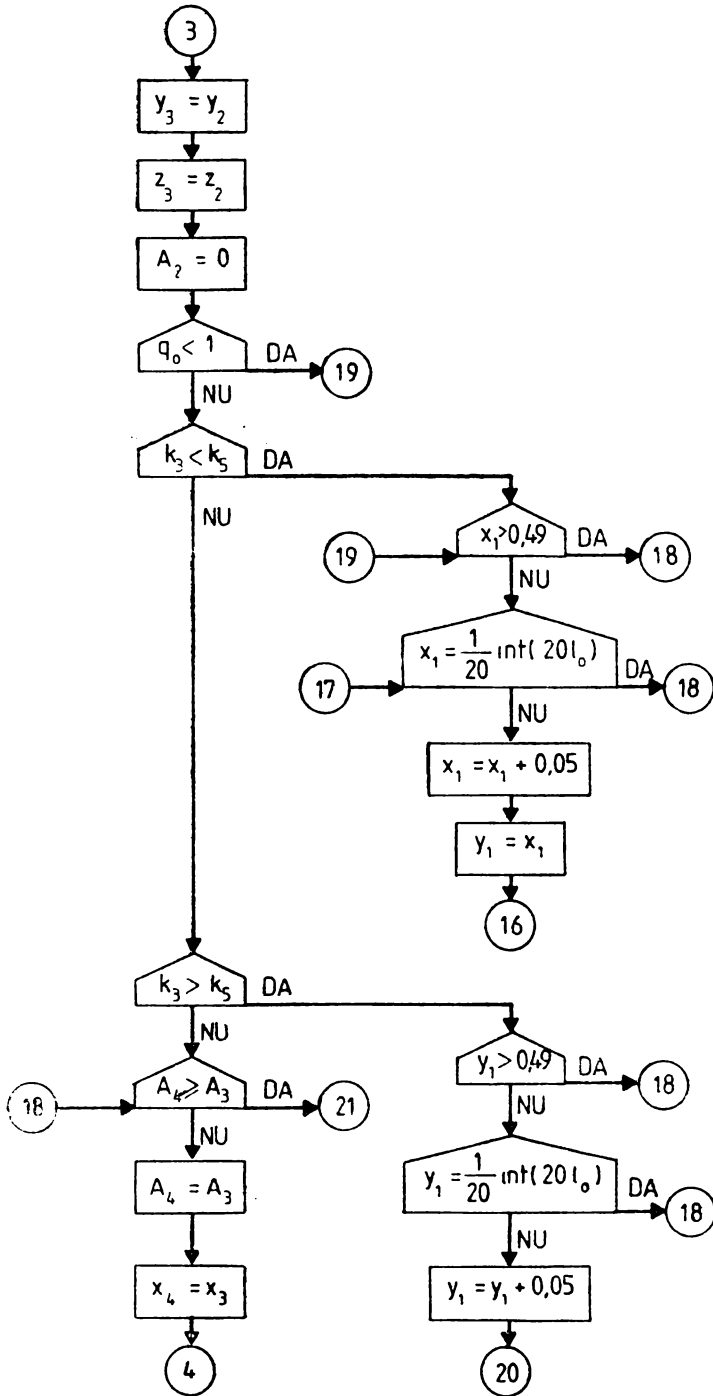 3
y₃ = y₂
z₃ = z₂
A₂ = 0
q₀ < 1
DA
19
NU
k₃ < k₅
DA
NU
x₁>0,49
DA
19
18
NU
x₁ = 1/20 int( 20l₀ )
DA
17
18
NU
x₁ = x₁ + 0,05
y₁ = x₁
16
k₃ > k₅
DA
NU
y₁ > 0,49
DA
18
A₄ ⩾ A₃
DA
18
21
NU
NU
y₁ = 1/20 int( 20l₀ )
DA
18
A₄ = A₃
NU
x₄ = x₃
y₁ = y₁ + 0,05
4
20